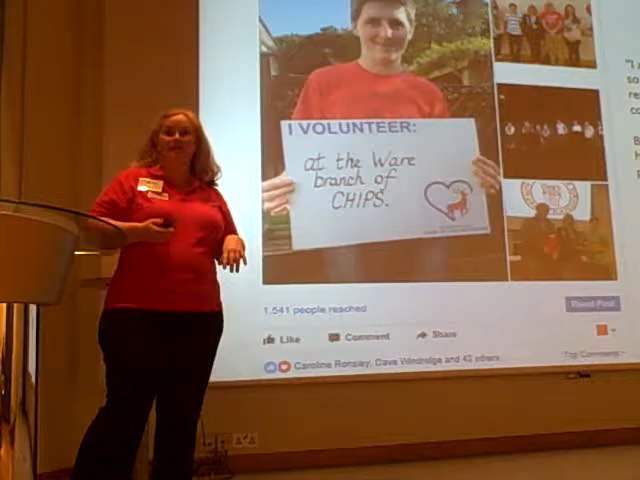 I VOLUNTEER:
at the Ware
branch of
CHIPS.
1,541 people reached
Boost Post
Like Comment Share
Caroline Ronsley, Dave Windridge and 42 others
Top Comments